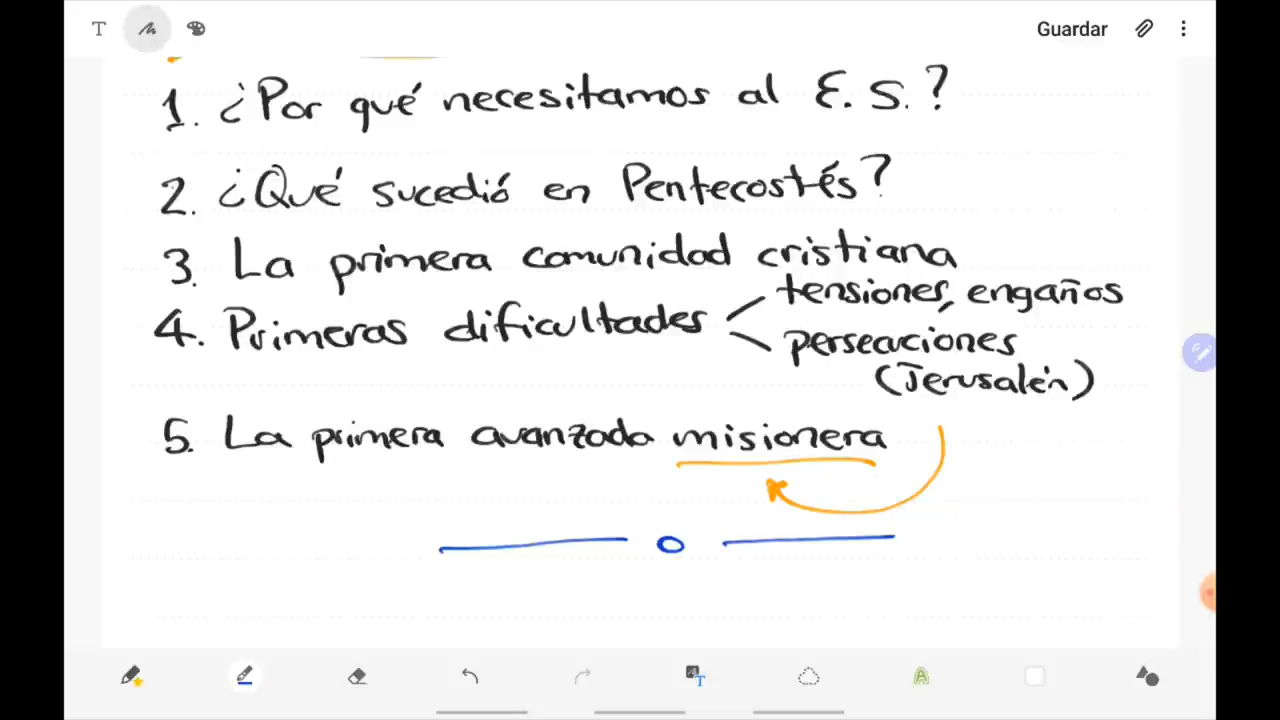 T
Guardar
1. ¿Por qué necesitamos al E. S.?
2. ¿Qué sucedió en Pentecostés?
3. La primera comunidad cristiana
4. Primeras dificultades < tensiones, engaños
persecuciones
(Jerusalén)
5. La primera avanzada misionera